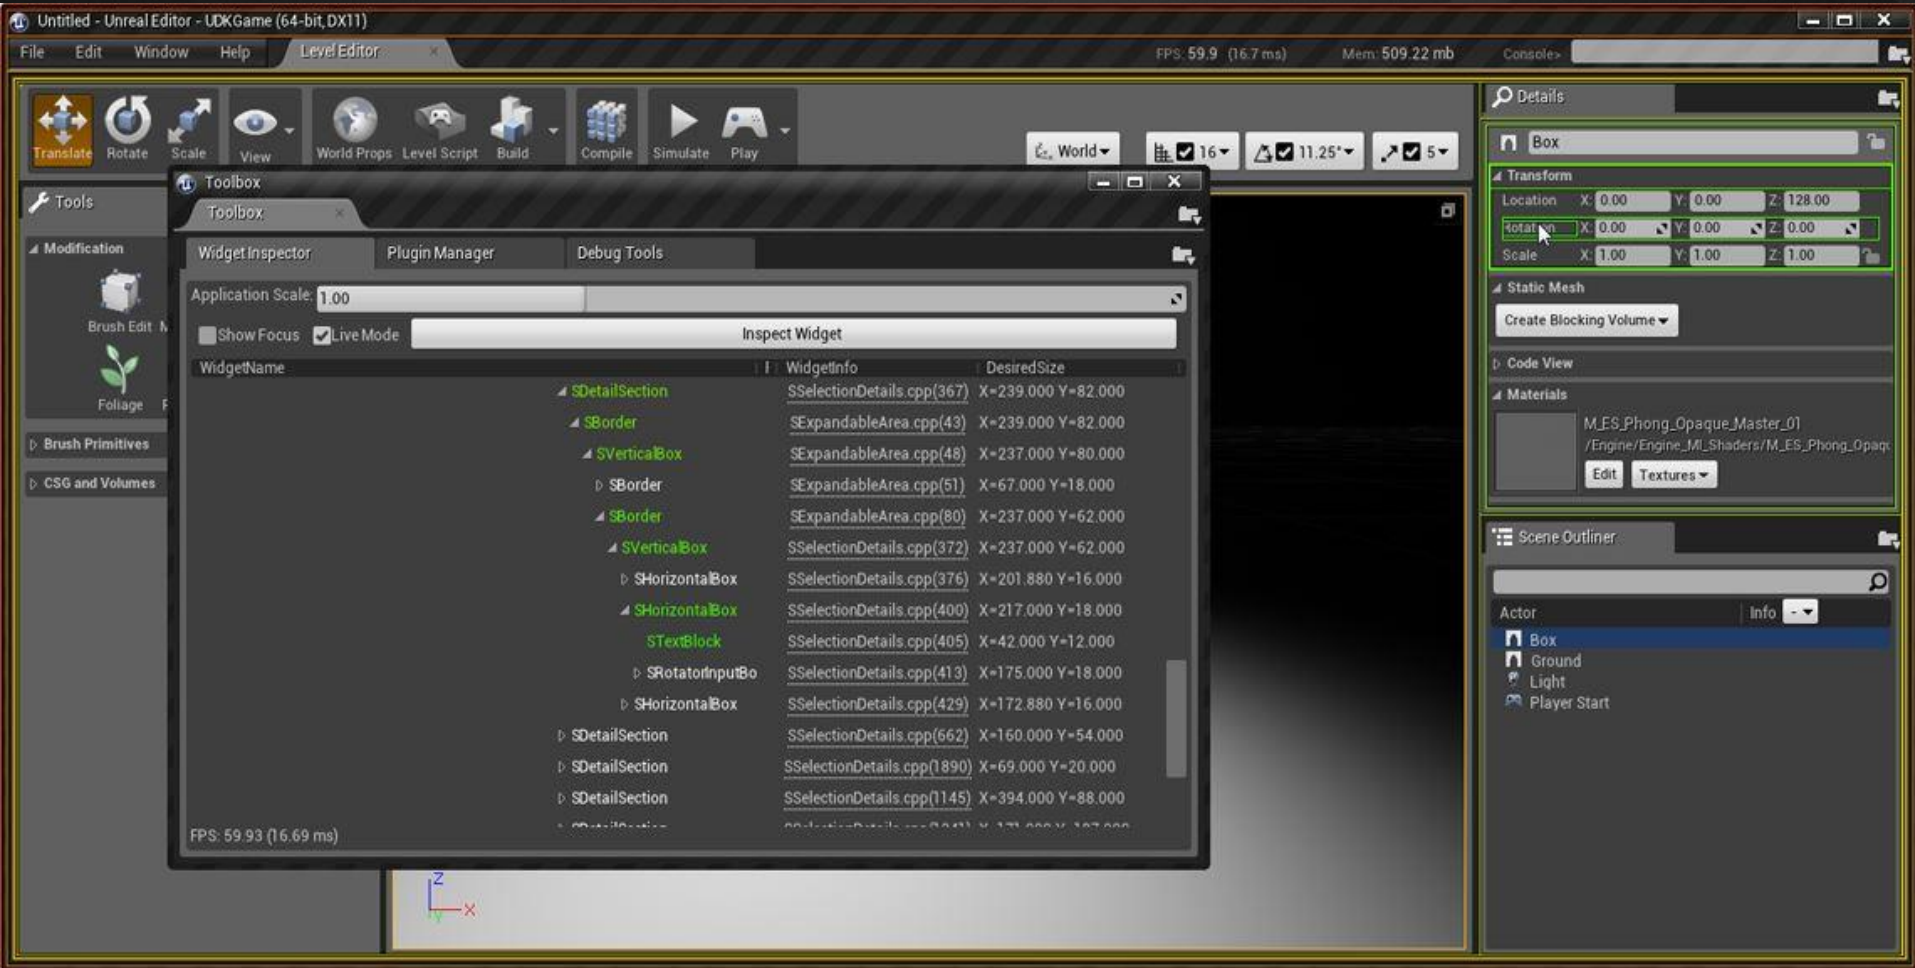 Untitled - Unreal Editor - UDKGame (64-bit, DX11)
File Edit Window Help Level Editor FPS: 59.9 (16.7 ms) Mem: 509.22 mb Console>
Translate Rotate Scale View World Props Level Script Build Compile Simulate Play
World 16 11.25° 5
Tools
Modification
Brush Edit M
Foliage
Brush Primitives
CSG and Volumes
Toolbox
Toolbox
Widget Inspector Plugin Manager Debug Tools
Application Scale: 1.00
Show Focus Live Mode Inspect Widget
WidgetName WidgetInfo DesiredSize
SDetailSection SSelectionDetails.cpp(367) X=239.000 Y=82.000
SBorder SExpandableArea.cpp(43) X=239.000 Y=82.000
SVerticalBox SExpandableArea.cpp(48) X=237.000 Y=80.000
SBorder SExpandableArea.cpp(51) X=67.000 Y=18.000
SBorder SExpandableArea.cpp(80) X=237.000 Y=62.000
SVerticalBox SSelectionDetails.cpp(372) X=237.000 Y=62.000
SHorizontalBox SSelectionDetails.cpp(376) X=201.880 Y=16.000
SHorizontalBox SSelectionDetails.cpp(400) X=217.000 Y=18.000
STextBlock SSelectionDetails.cpp(405) X=42.000 Y=12.000
SRotatorInputBo SSelectionDetails.cpp(413) X=175.000 Y=18.000
SHorizontalBox SSelectionDetails.cpp(429) X=172.880 Y=16.000
SDetailSection SSelectionDetails.cpp(662) X=160.000 Y=54.000
SDetailSection SSelectionDetails.cpp(1890) X=69.000 Y=20.000
SDetailSection SSelectionDetails.cpp(1145) X=394.000 Y=88.000
FPS: 59.93 (16.69 ms)
Z
X
Y
Details
Box
Transform
Location X: 0.00 Y: 0.00 Z: 128.00
Rotation X: 0.00 Y: 0.00 Z: 0.00
Scale X: 1.00 Y: 1.00 Z: 1.00
Static Mesh
Create Blocking Volume
Code View
Materials
M_ES_Phong_Opaque_Master_01
/Engine/Engine_MI_Shaders/M_ES_Phong_Opaq
Edit Textures
Scene Outliner
Actor Info -
Box
Ground
Light
Player Start